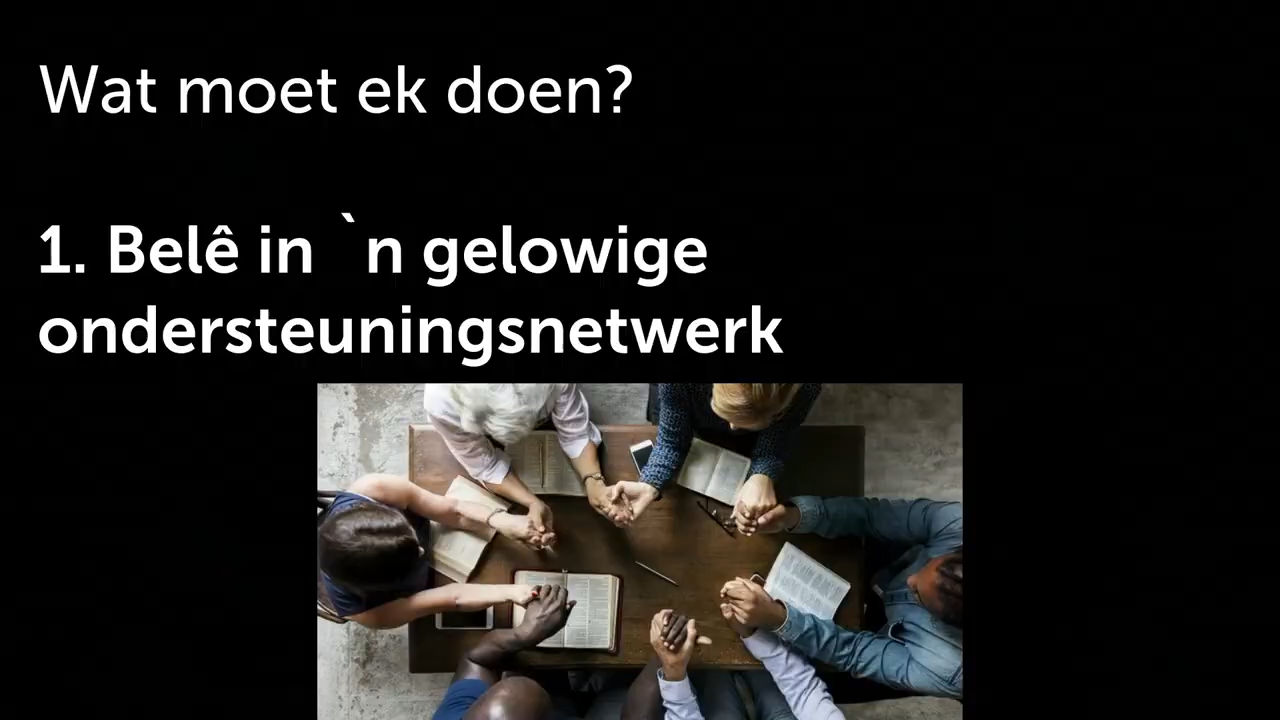 Wat moet ek doen?
1. Belê in `n gelowige
ondersteuningsnetwerk